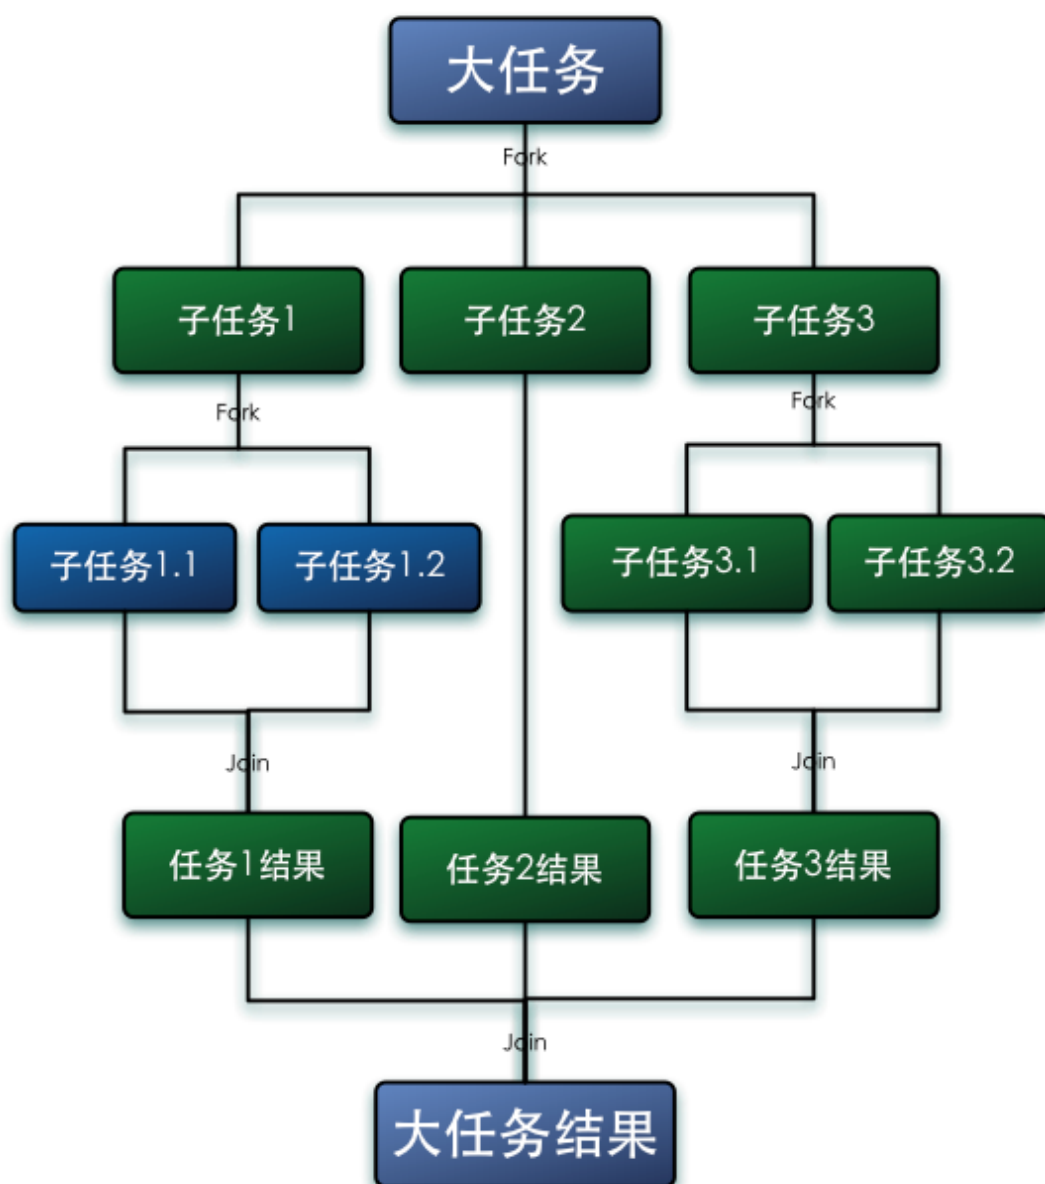 大任务
Fork
子任务1
子任务2
子任务3
Fork
Fork
子任务1.1
子任务1.2
子任务3.1
子任务3.2
Join
Join
任务1结果
任务2结果
任务3结果
Join
大任务结果